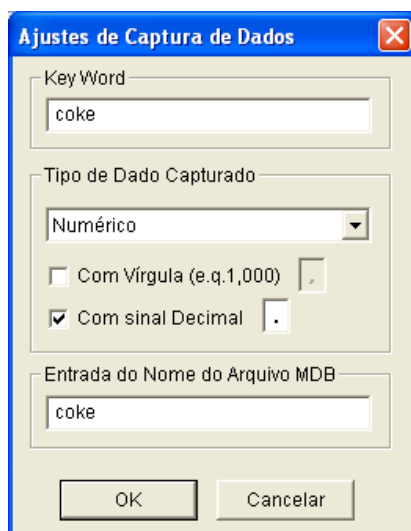 Ajustes de Captura de Dados
Key Word
coke
Tipo de Dado Capturado
Numérico
Com Vírgula (e.q.1,000) ,
Com sinal Decimal .
Entrada do Nome do Arquivo MDB
coke
OK Cancelar